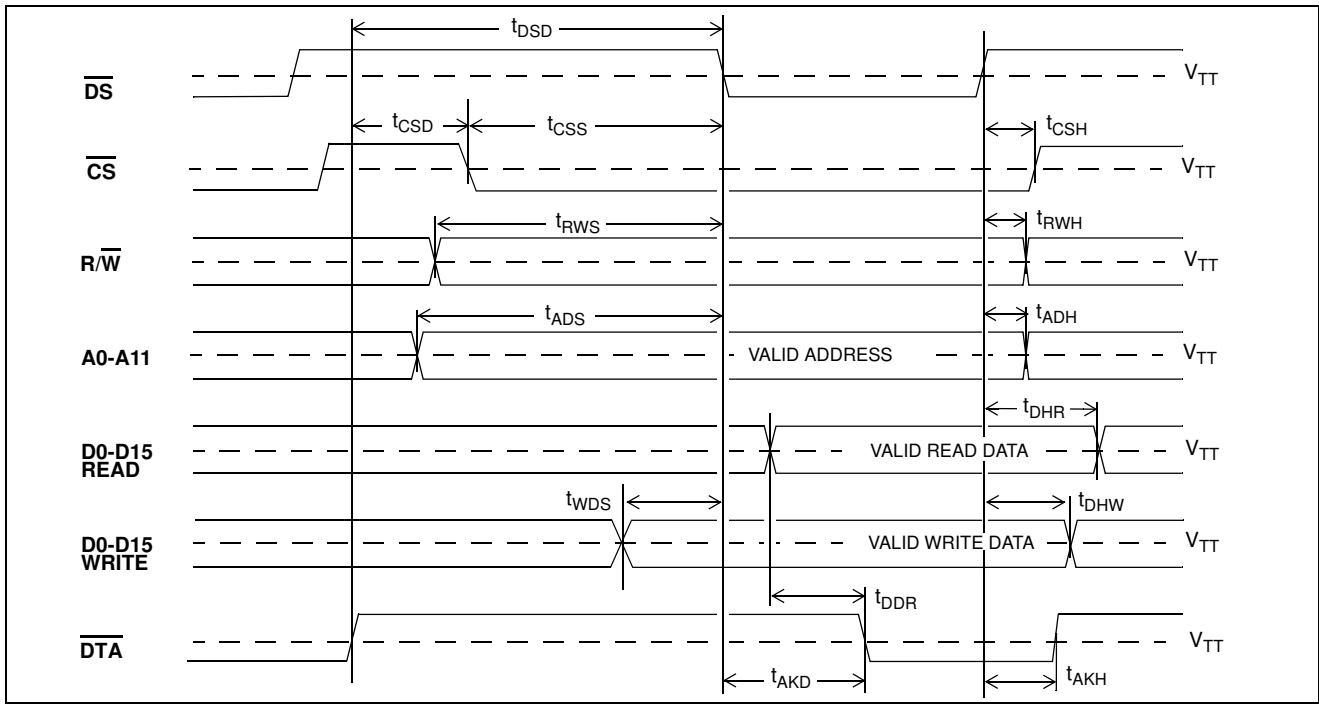 tDSD
DS VTT
tCSD tCSS tCSH
CS VTT
tRWS tRWH
R/W VTT
tADS tADH
A0-A11 VALID ADDRESS VTT
tDHR
D0-D15 VALID READ DATA VTT
READ
tWDS tDHW
D0-D15 VALID WRITE DATA VTT
WRITE
tDDR
DTA VTT
tAKD tAKH